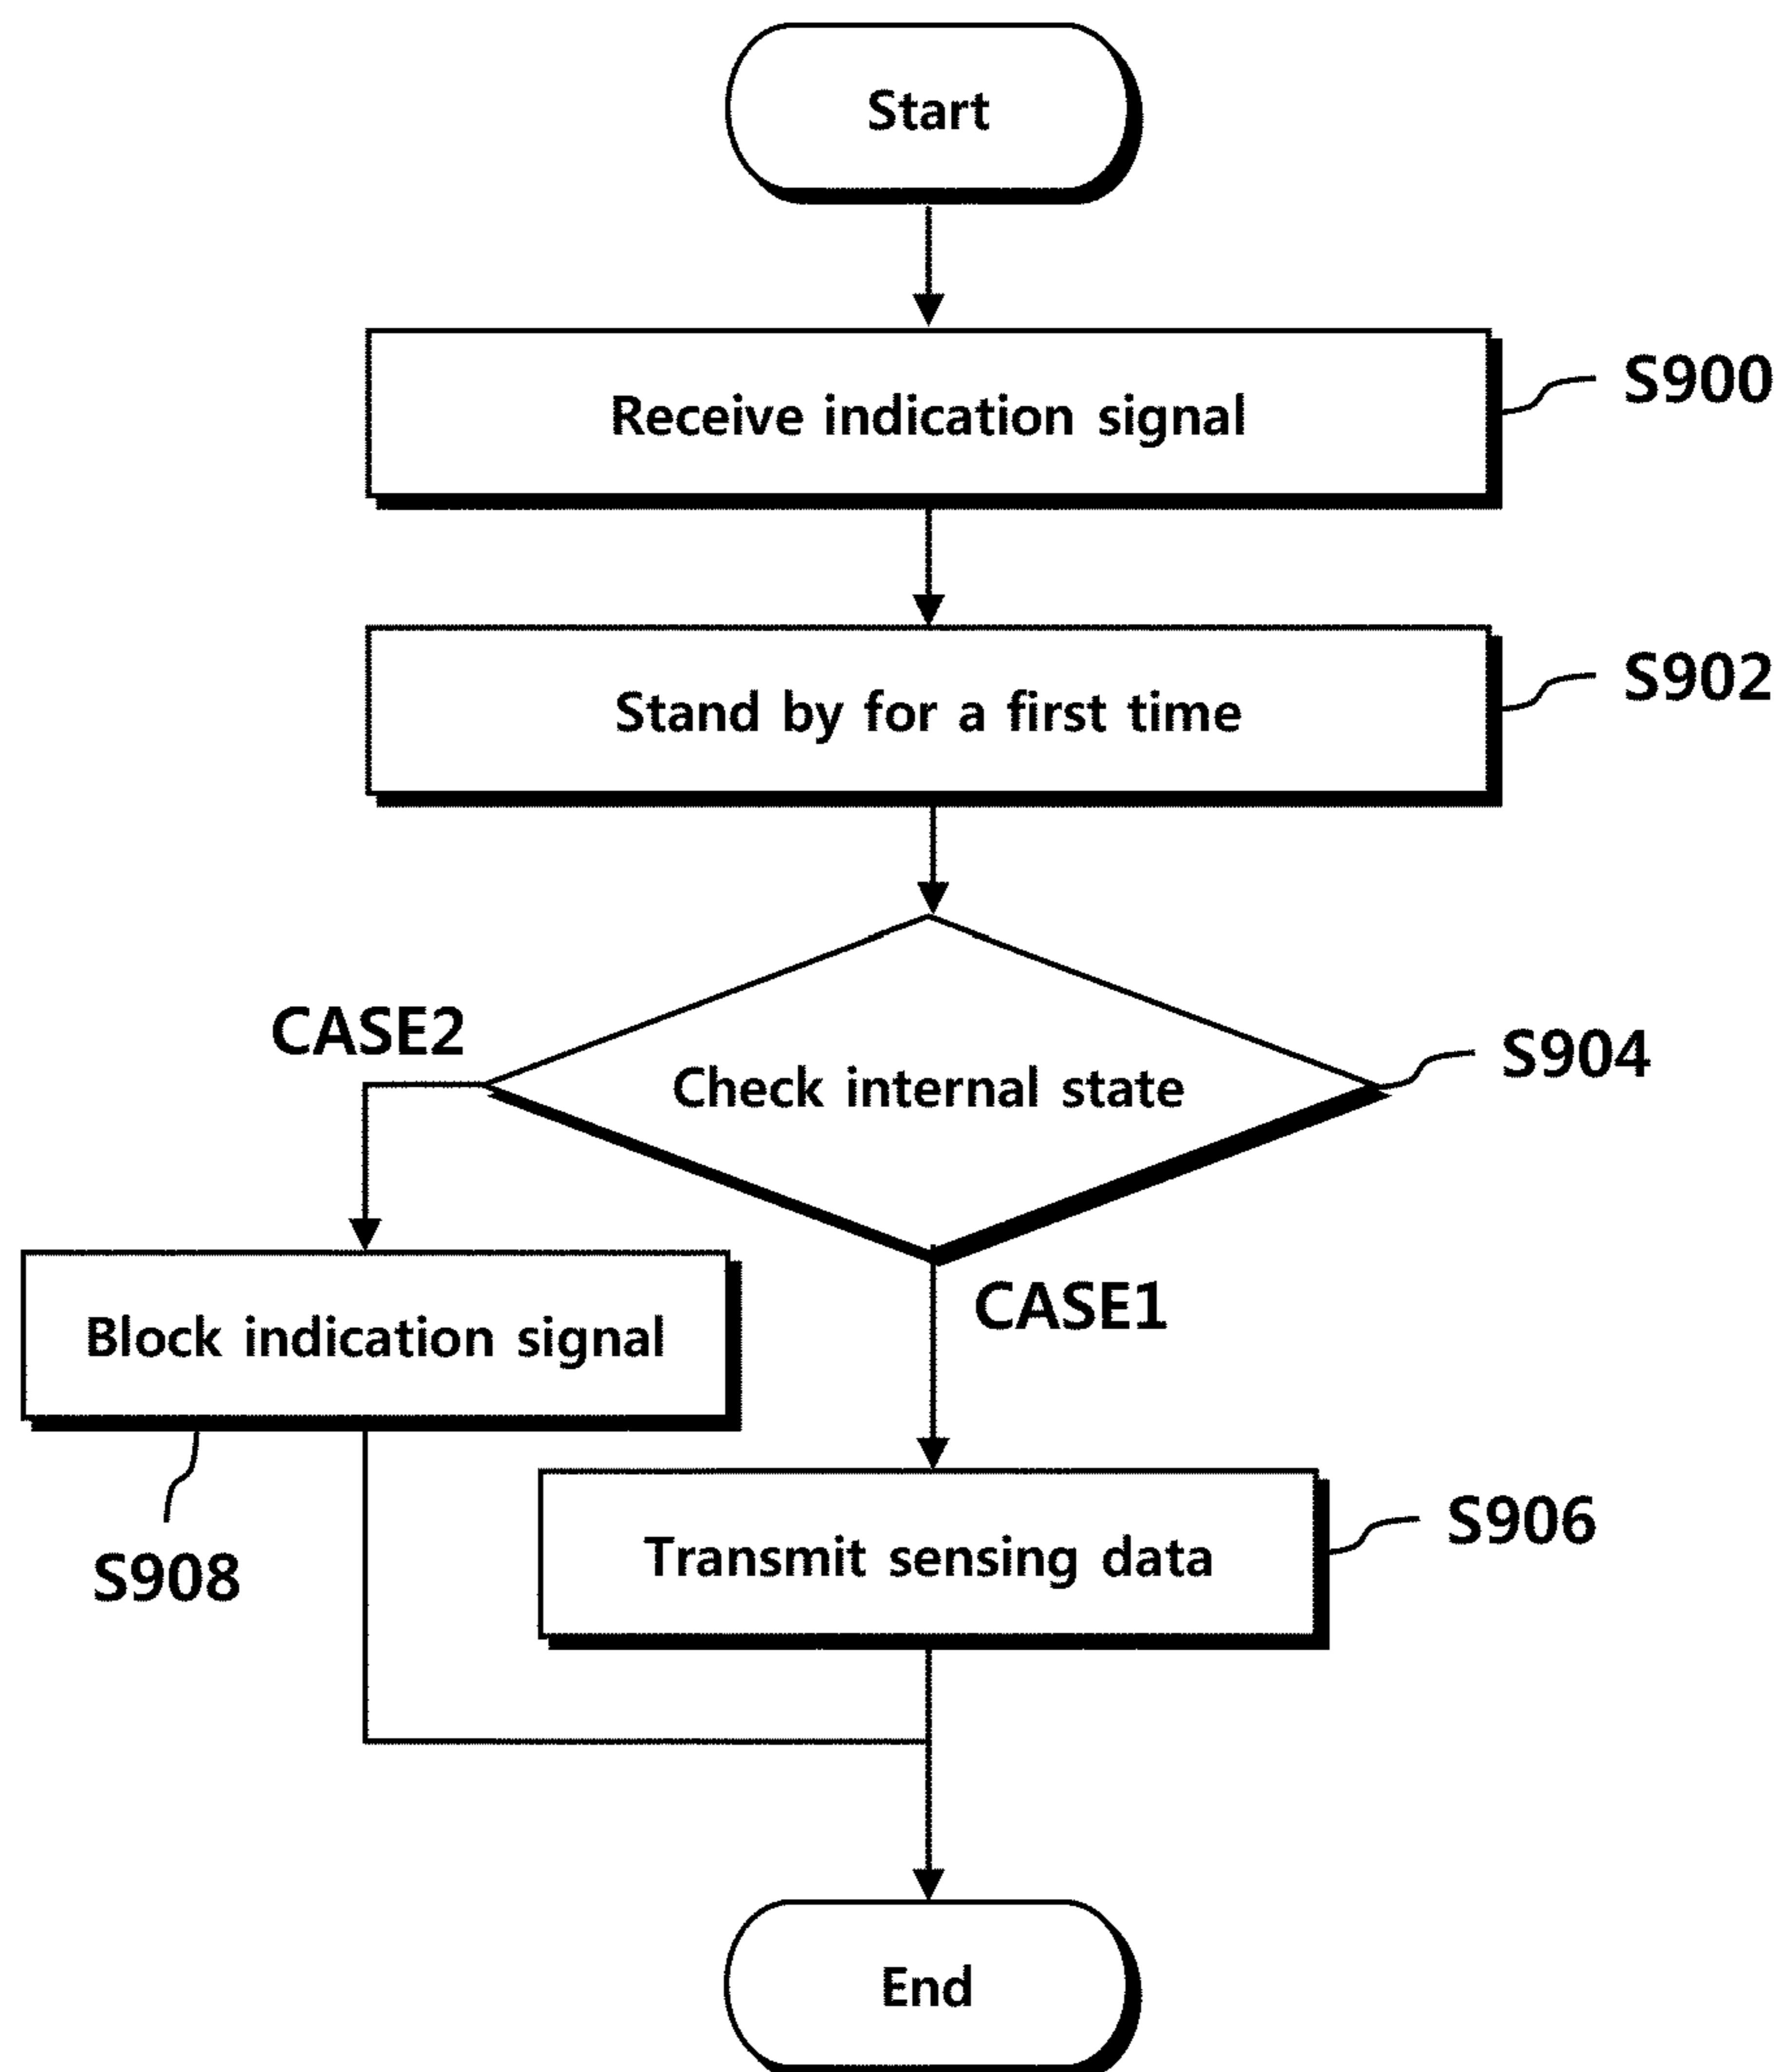 Start
Receive indication signal
S900
Stand by for a first time
S902
CASE2
Check internal state
S904
Block indication signal
CASE1
S908
Transmit sensing data
S906
End